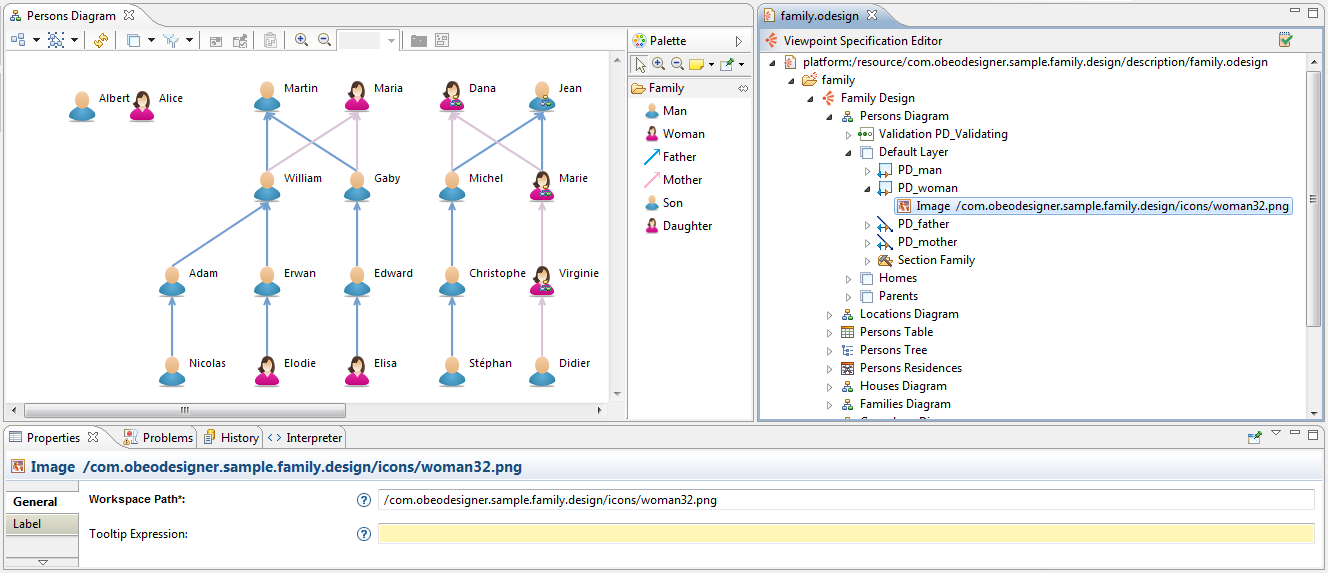 Persons Diagram
Albert
Alice
Martin
Maria
Dana
Jean
William
Gaby
Michel
Marie
Adam
Erwan
Edward
Christophe
Virginie
Nicolas
Elodie
Elisa
Stéphan
Didier
Palette
Family
Man
Woman
Father
Mother
Son
Daughter
family.odesign
Viewpoint Specification Editor
platform:/resource/com.obeodesigner.sample.family.design/description/family.odesign
family
Family Design
Persons Diagram
Validation PD_Validating
Default Layer
PD_man
PD_woman
Image /com.obeodesigner.sample.family.design/icons/woman32.png
PD_father
PD_mother
Section Family
Homes
Parents
Locations Diagram
Persons Table
Persons Tree
Persons Residences
Houses Diagram
Families Diagram
Properties
Problems
History
Interpreter
Image /com.obeodesigner.sample.family.design/icons/woman32.png
General
Label
Workspace Path*:
/com.obeodesigner.sample.family.design/icons/woman32.png
Tooltip Expression: